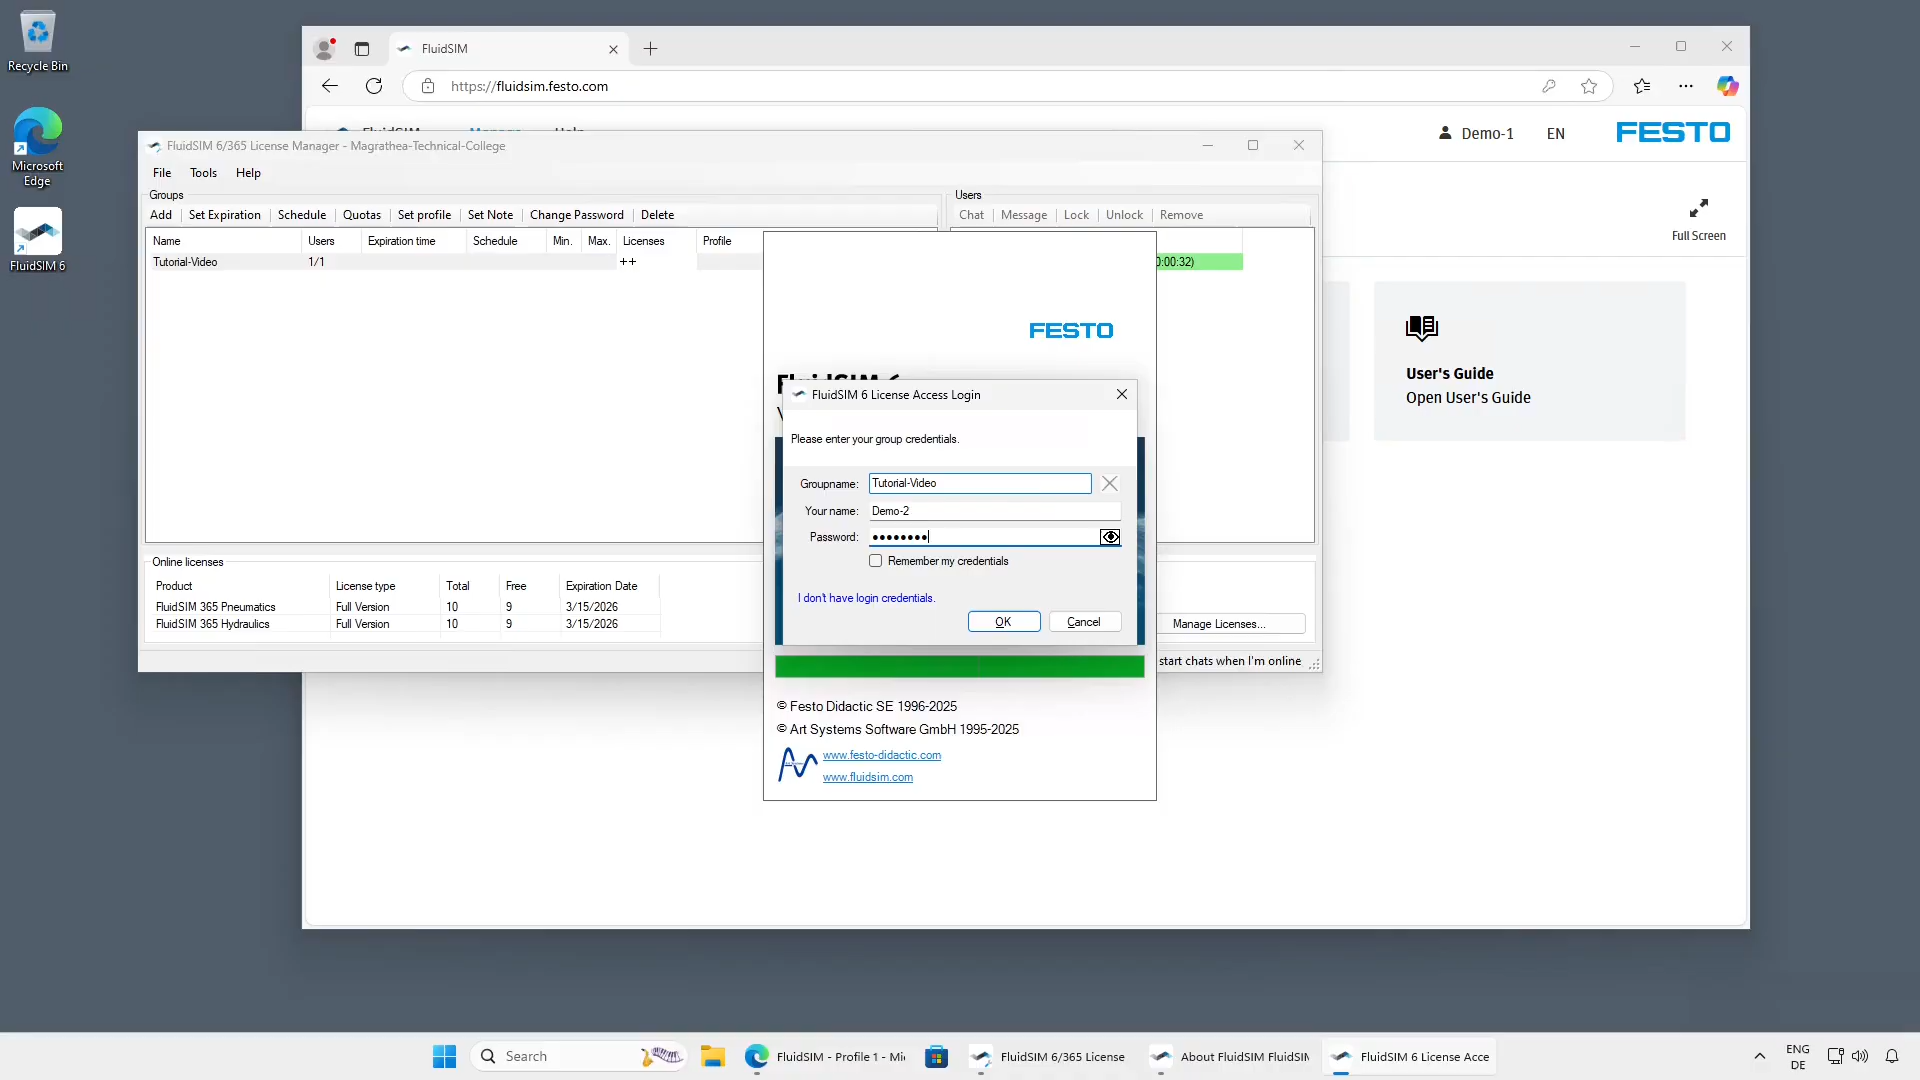 Recycle Bin
Microsoft
Edge
FluidSIM 6
FluidSIM
https://fluidsim.festo.com
FluidSIM Manage Help
Demo-1
EN
FESTO
Full Screen
User's Guide
Open User's Guide
FluidSIM 6/365 License Manager - Magrathea-Technical-College
File Tools Help
Groups
Add Set Expiration Schedule Quotas Set profile Set Note Change Password Delete
Name Users Expiration time Schedule Min. Max. Licenses Profile
Tutorial-Video 1/1 ++
Users
Chat Message Lock Unlock Remove
0:00:32)
Online licenses
Product License type Total Free Expiration Date
FluidSIM 365 Pneumatics Full Version 10 9 3/15/2026
FluidSIM 365 Hydraulics Full Version 10 9 3/15/2026
Manage Licenses...
start chats when I'm online
FESTO
FluidSIM 6
FluidSIM 6 License Access Login
Please enter your group credentials.
Groupname: Tutorial-Video
Your name: Demo-2
Password: ●●●●●●●●
Remember my credentials
I don't have login credentials.
OK Cancel
© Festo Didactic SE 1996-2025
© Art Systems Software GmbH 1995-2025
www.festo-didactic.com
www.fluidsim.com
Search
FluidSIM - Profile 1 - Mi
FluidSIM 6/365 License
About FluidSIM FluidSIM
FluidSIM 6 License Acce
ENG
DE